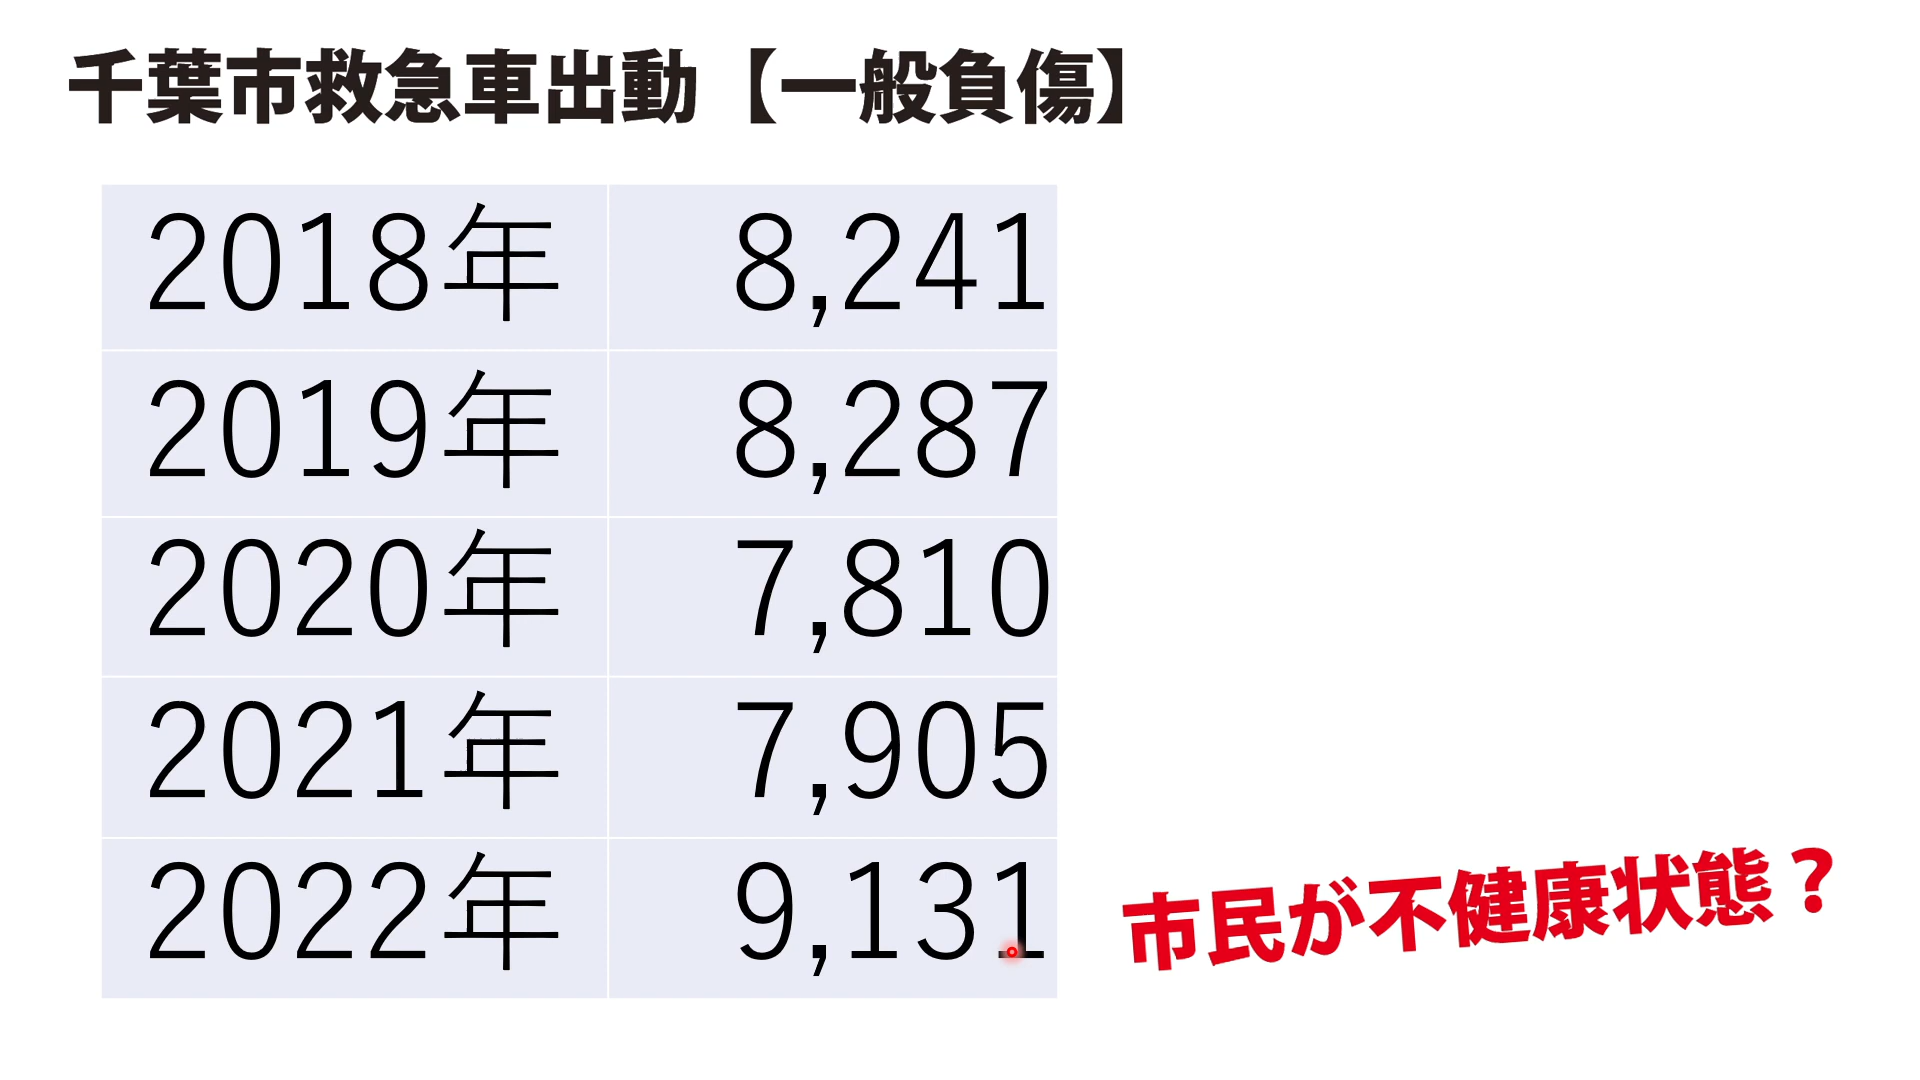 千葉市救急車出動【一般負傷】
2018年 8,241
2019年 8,287
2020年 7,810
2021年 7,905
2022年 9,131
市民が不健康状態？